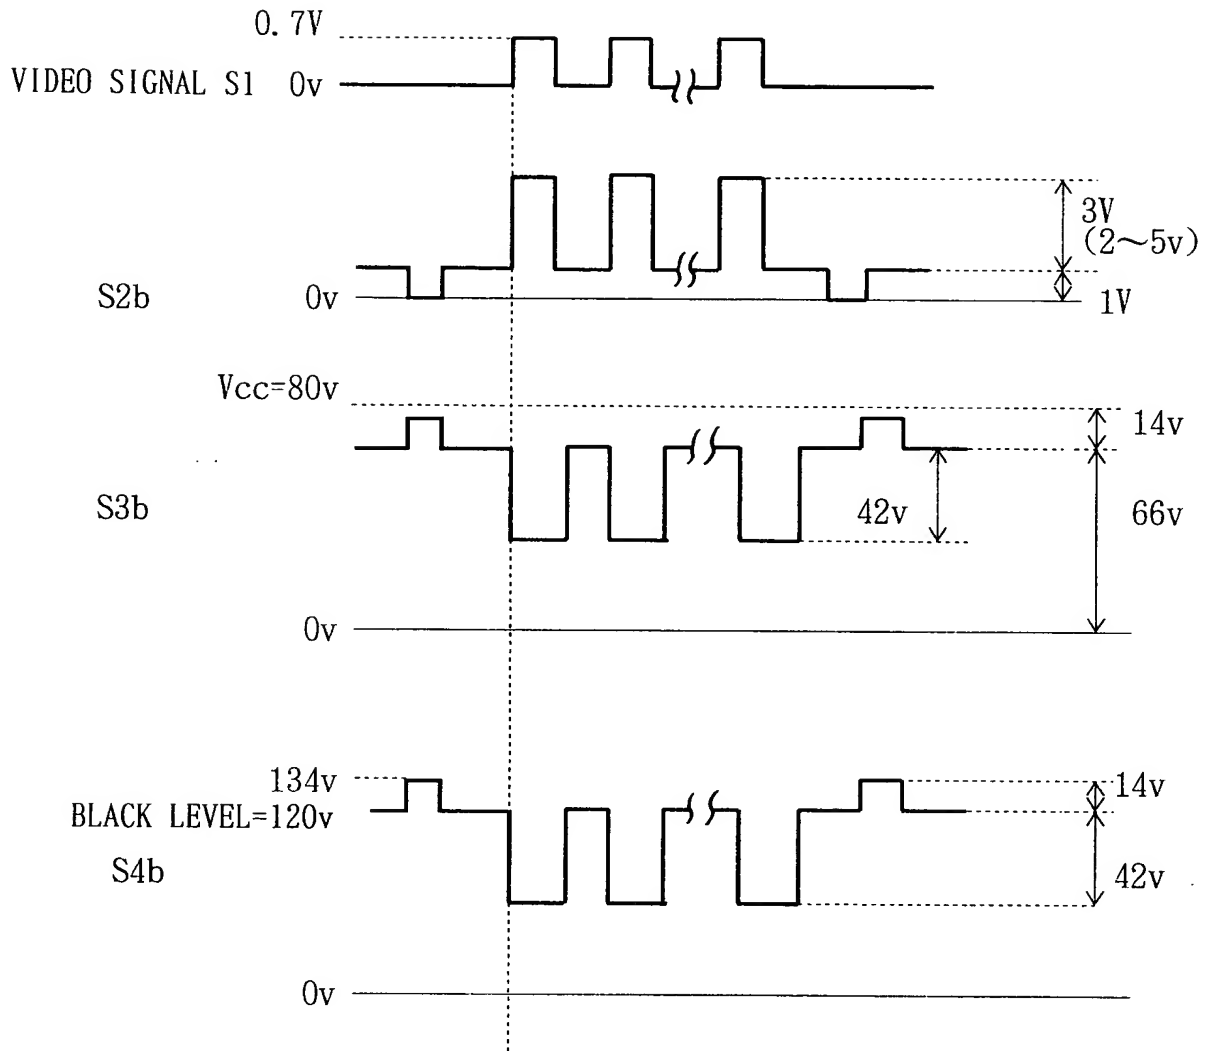 0.7V
VIDEO SIGNAL S1 0v
3V
(2～5v)
S2b
0v
1V
Vcc=80v
14v
S3b
42v
66v
0v
134v
14v
BLACK LEVEL=120v
S4b
42v
0v